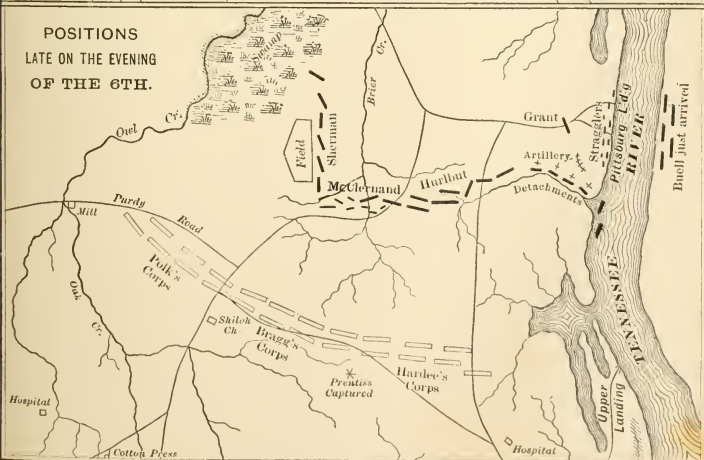 POSITIONS
LATE ON THE EVENING
OF THE 6TH.
Swamp
Brier Cr.
Owl Cr.
Field
Sherman
Grant
Stragglers
Pittsburg L'd'g
RIVER
Buell just arrived
Artillery
McClernand
Hurlbut
Detachments
Mill
Purdy Road
Polk's
Corps
Oak Cr.
Shiloh
Ch.
Bragg's
Corps
TENNESSEE
Prentiss
Captured
Hardee's
Corps
Upper
Landing
Hospital
Hospital
Cotton Press